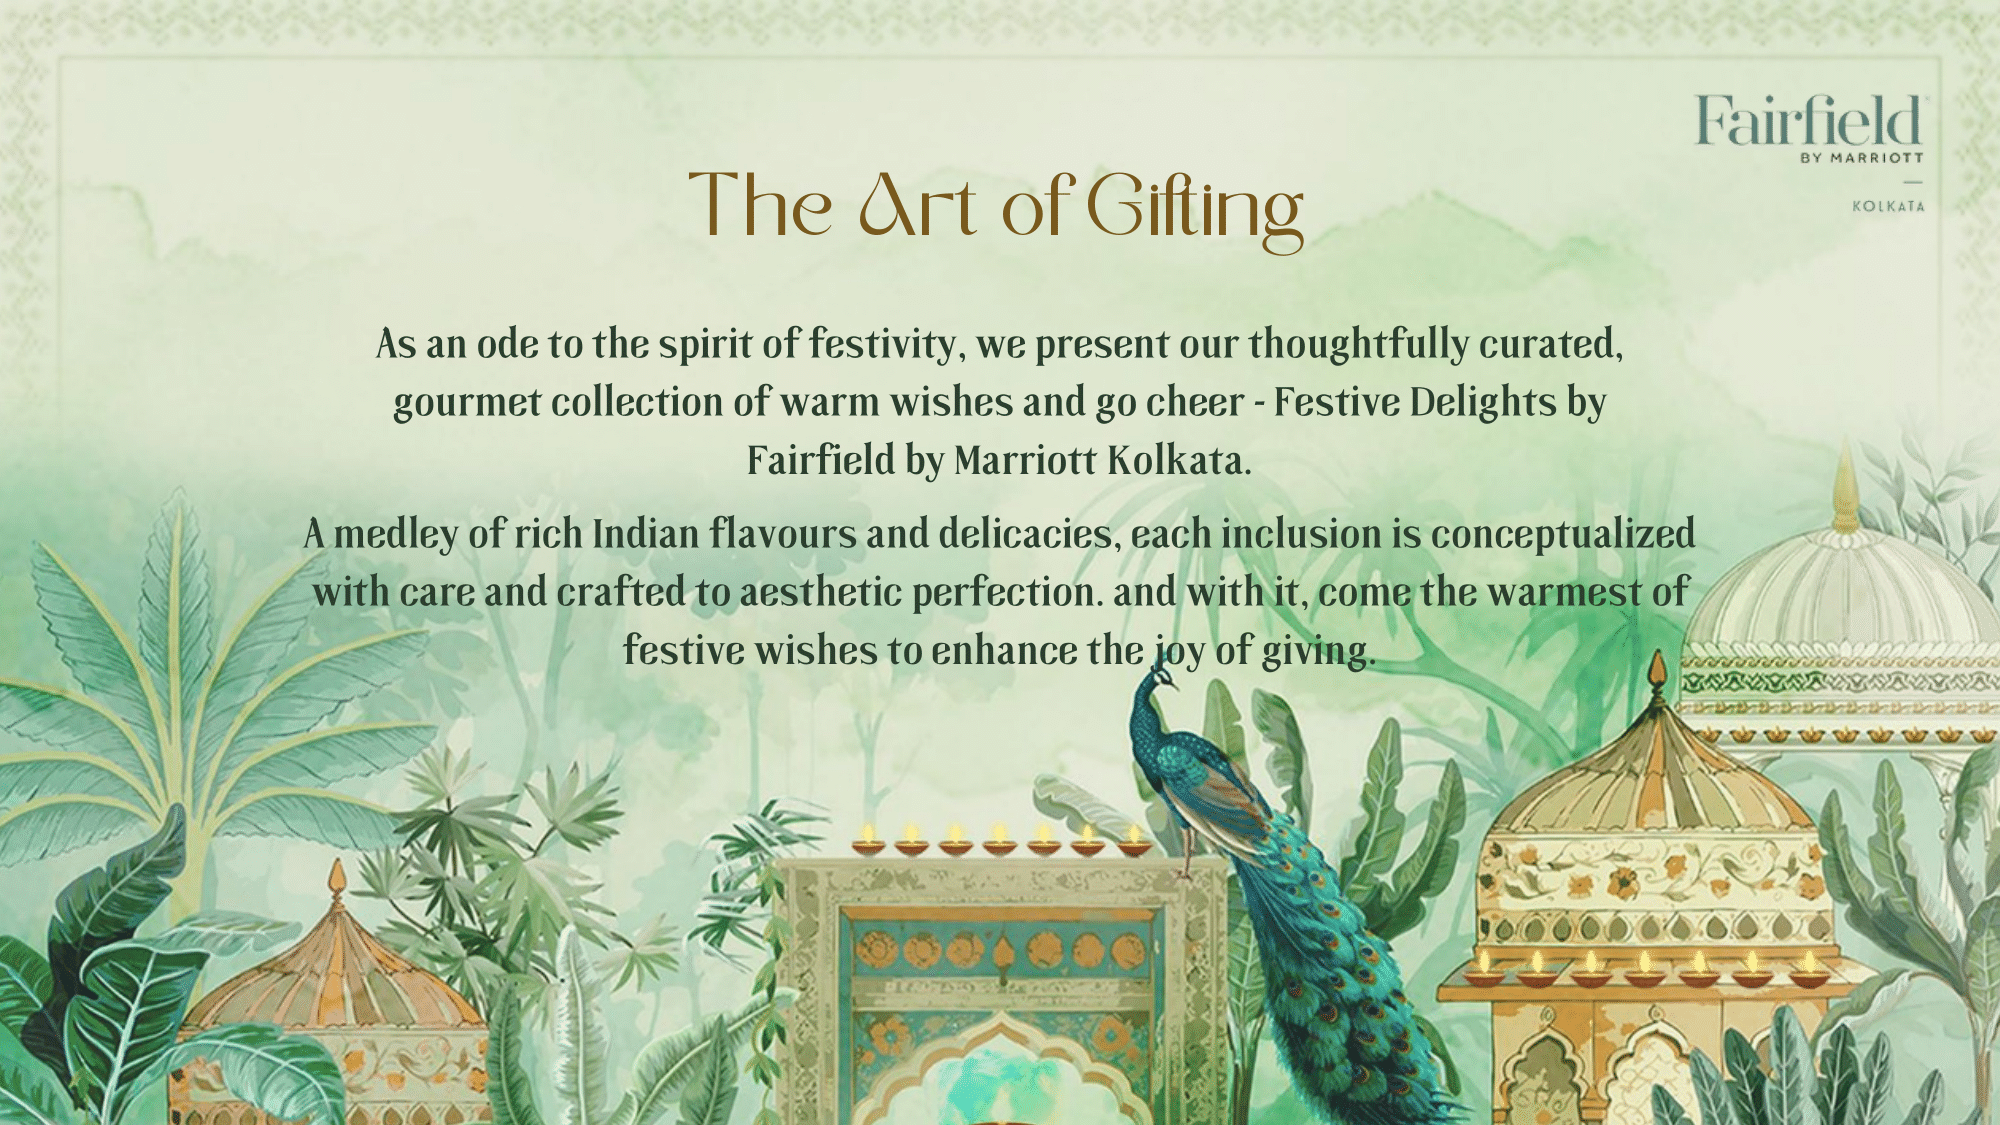 Fairfield
BY MARRIOTT
KOLKATA
The Art of Gifting
As an ode to the spirit of festivity, we present our thoughtfully curated,
gourmet collection of warm wishes and go cheer - Festive Delights by
Fairfield by Marriott Kolkata.
A medley of rich Indian flavours and delicacies, each inclusion is conceptualized
with care and crafted to aesthetic perfection. and with it, come the warmest of
festive wishes to enhance the joy of giving.